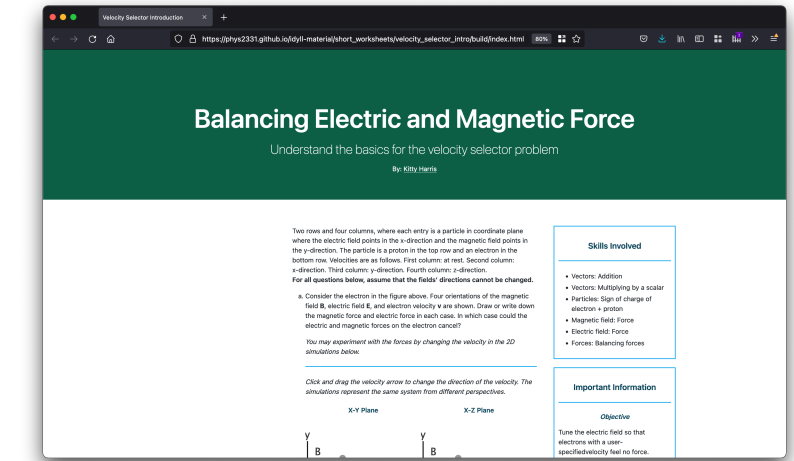 Velocity Selector Introduction
https://phys2331.github.io/idyll-material/short_worksheets/velocity_selector_intro/build/index.html 80%
Balancing Electric and Magnetic Force
Understand the basics for the velocity selector problem
By: Kitty Harris
Two rows and four columns, where each entry is a particle in coordinate plane
where the electric field points in the x-direction and the magnetic field points in
the y-direction. The particle is a proton in the top row and an electron in the
bottom row. Velocities are as follows. First column: at rest. Second column:
x-direction. Third column: y-direction. Fourth column: z-direction.
For all questions below, assume that the fields' directions cannot be changed.
a. Consider the electron in the figure above. Four orientations of the magnetic
field B, electric field E, and electron velocity v are shown. Draw or write down
the magnetic force and electric force in each case. In which case could the
electric and magnetic forces on the electron cancel?
You may experiment with the forces by changing the velocity in the 2D
simulations below.
Click and drag the velocity arrow to change the direction of the velocity. The
simulations represent the same system from different perspectives.
X-Y Plane
X-Z Plane
y
B
y
B
Skills Involved
• Vectors: Addition
• Vectors: Multiplying by a scalar
• Particles: Sign of charge of
electron + proton
• Magnetic field: Force
• Electric field: Force
• Forces: Balancing forces
Important Information
Objective
Tune the electric field so that
electrons with a user-
specifiedvelocity feel no force.